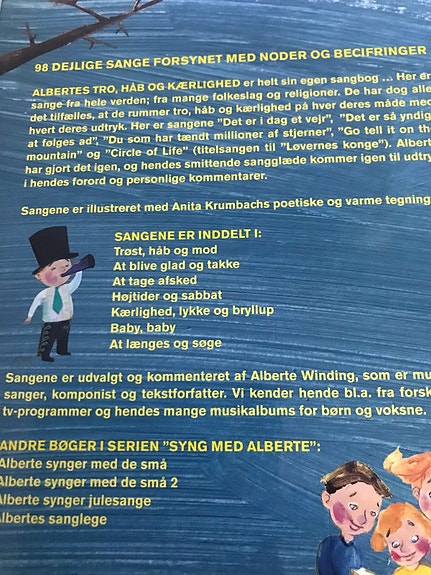 98 DEJLIGE SANGE FORSYNET MED NODER OG BECIFRINGER
ALBERTES TRO, HÅB OG KÆRLIGHED er helt sin egen sangbog ... Her er
sange fra hele verden; fra mange folkeslag og religioner. De har dog alle
det tilfælles, at de rummer tro, håb og kærlighed på hver deres måde med
hvert deres udtryk. Her er sangene "Det er i dag et vejr", "Det er så yndig
at følges ad", "Du som har tændt millioner af stjerner", "Go tell it on the
mountain" og "Circle of Life" (titelsangen til "Løvernes konge"). Albert
har gjort det igen, og hendes smittende sangglæde kommer igen til udtry
i hendes forord og personlige kommentarer.
Sangene er illustreret med Anita Krumbachs poetiske og varme tegning
SANGENE ER INDDELT I:
Trøst, håb og mod
At blive glad og takke
At tage afsked
Højtider og sabbat
Kærlighed, lykke og bryllup
Baby, baby
At længes og søge
Sangene er udvalgt og kommenteret af Alberte Winding, som er mu
sanger, komponist og tekstforfatter. Vi kender hende bl.a. fra forsk
tv-programmer og hendes mange musikalbums for børn og voksne.
ANDRE BØGER I SERIEN "SYNG MED ALBERTE":
Alberte synger med de små
Alberte synger med de små 2
Alberte synger julesange
Albertes sanglege